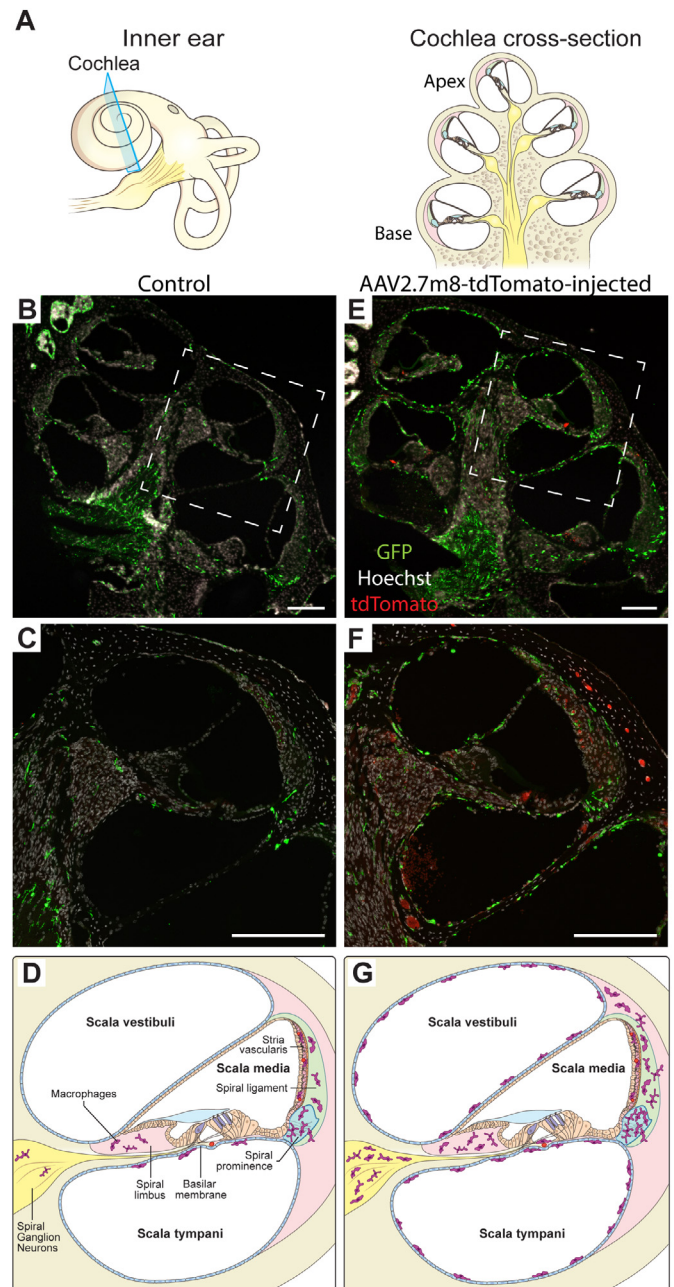 A
Inner ear
Cochlea
Cochlea cross-section
Apex
Base
Control
AAV2.7m8-tdTomato-injected
B
E
GFP
Hoechst
tdTomato
C
F
D
Scala vestibuli
Stria
vascularis
Scala media
Macrophages
Spiral ligament
Spiral
prominence
Spiral
limbus
Basilar
membrane
Spiral
Ganglion
Neurons
Scala tympani
G
Scala vestibuli
Scala media
Scala tympani